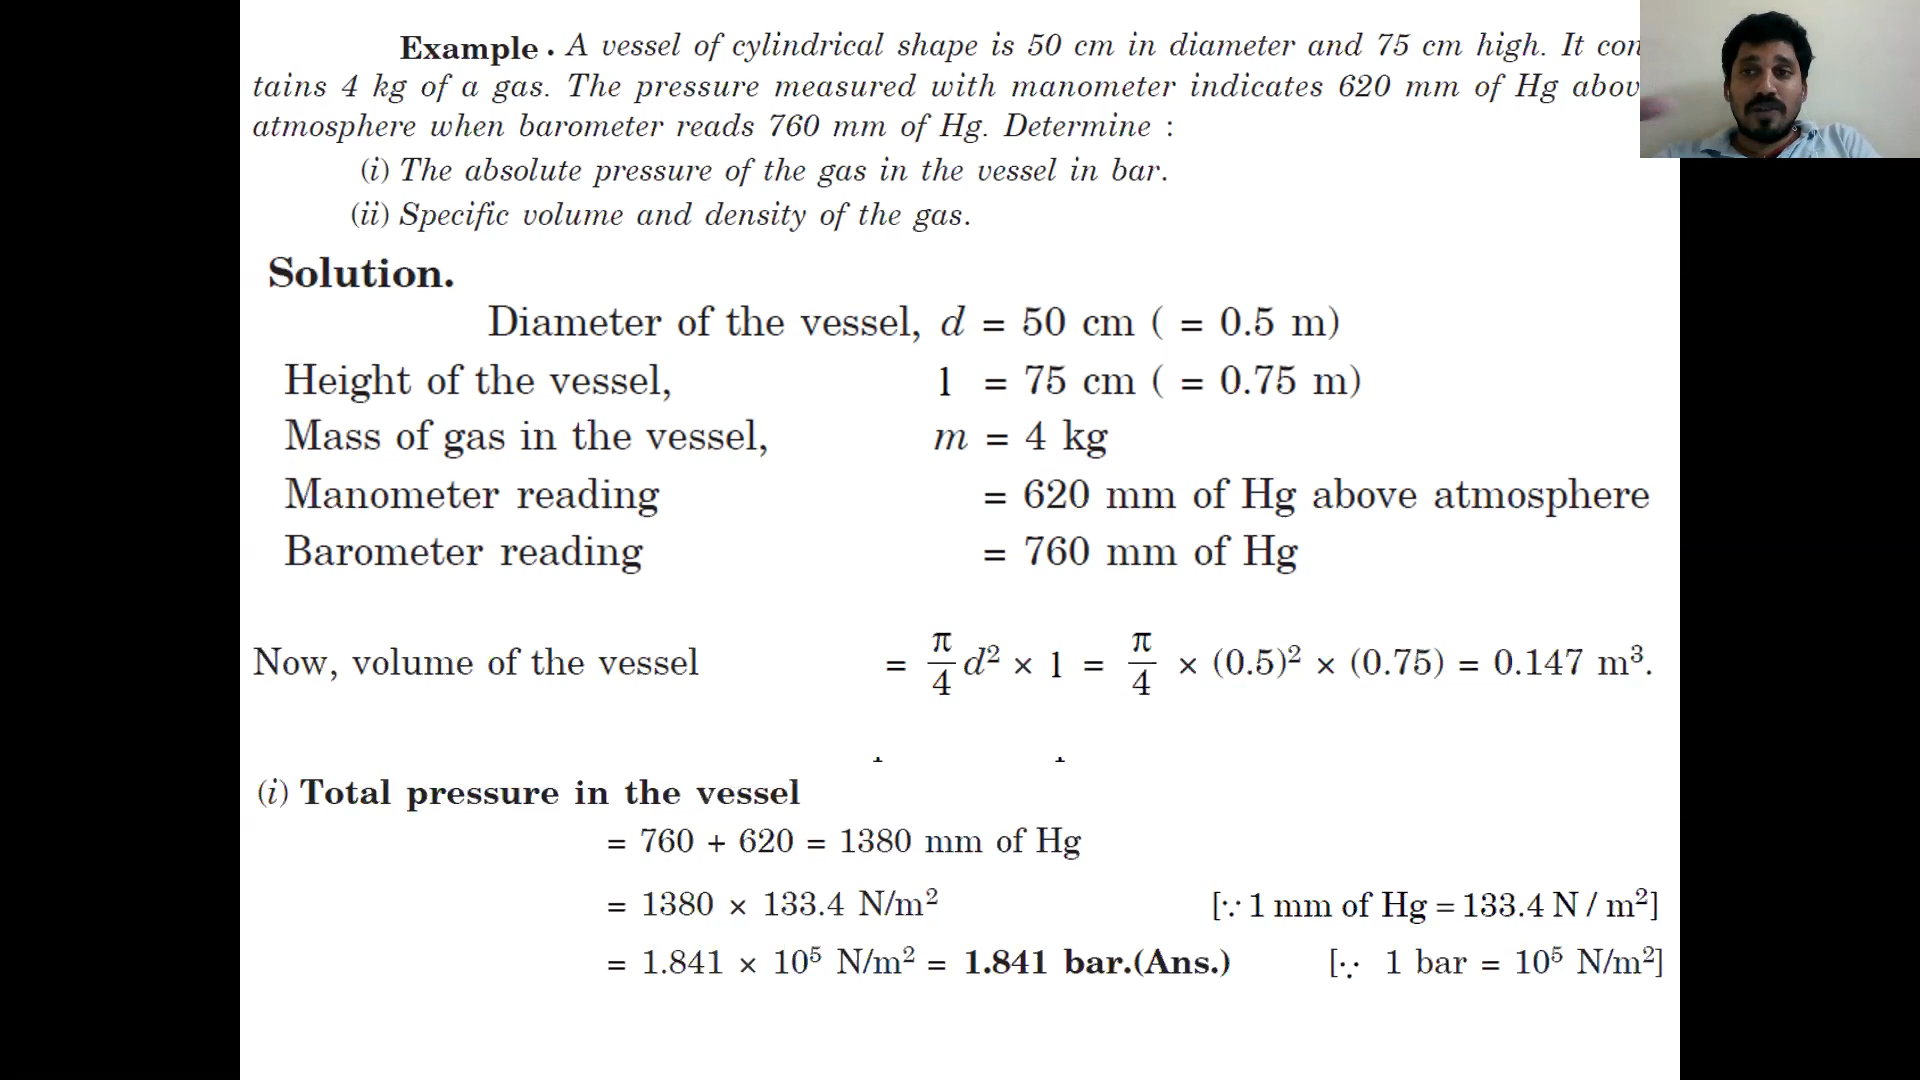 Example . A vessel of cylindrical shape is 50 cm in diameter and 75 cm high. It con
tains 4 kg of a gas. The pressure measured with manometer indicates 620 mm of Hg abov
atmosphere when barometer reads 760 mm of Hg. Determine :
(i) The absolute pressure of the gas in the vessel in bar.
(ii) Specific volume and density of the gas.
Solution.
Diameter of the vessel, d = 50 cm ( = 0.5 m)
Height of the vessel, l = 75 cm ( = 0.75 m)
Mass of gas in the vessel, m = 4 kg
Manometer reading = 620 mm of Hg above atmosphere
Barometer reading = 760 mm of Hg
Now, volume of the vessel = π/4 d² × l = π/4 × (0.5)² × (0.75) = 0.147 m³.
(i) Total pressure in the vessel
= 760 + 620 = 1380 mm of Hg
= 1380 × 133.4 N/m² [∵ 1 mm of Hg = 133.4 N / m²]
= 1.841 × 10⁵ N/m² = 1.841 bar.(Ans.) [∵ 1 bar = 10⁵ N/m²]